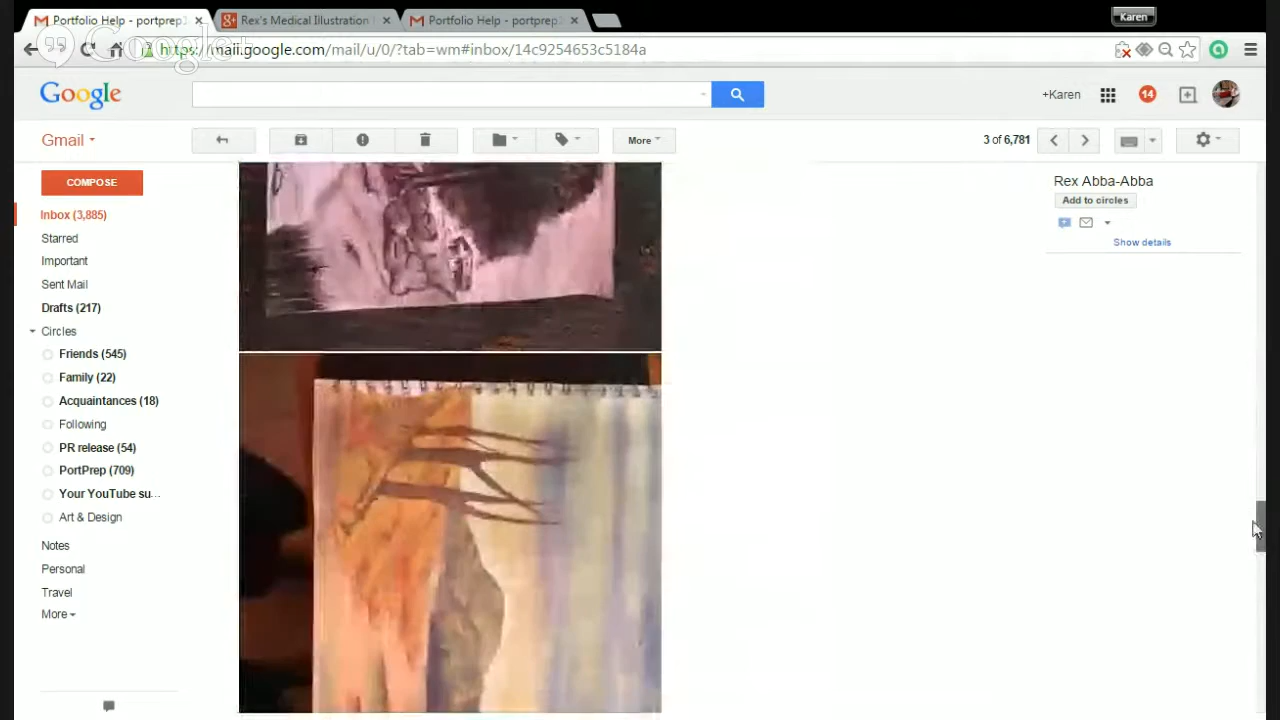 Portfolio Help - portprep1 × Rex's Medical Illustration × Portfolio Help - portprep1 ×
Karen
Google+
https://mail.google.com/mail/u/0/?tab=wm#inbox/14c9254653c5184a
Google
+Karen
14
Gmail
More
3 of 6,781
COMPOSE
Rex Abba-Abba
Add to circles
Show details
Inbox (3,885)
Starred
Important
Sent Mail
Drafts (217)
Circles
Friends (545)
Family (22)
Acquaintances (18)
Following
PR release (54)
PortPrep (709)
Your YouTube su...
Art & Design
Notes
Personal
Travel
More